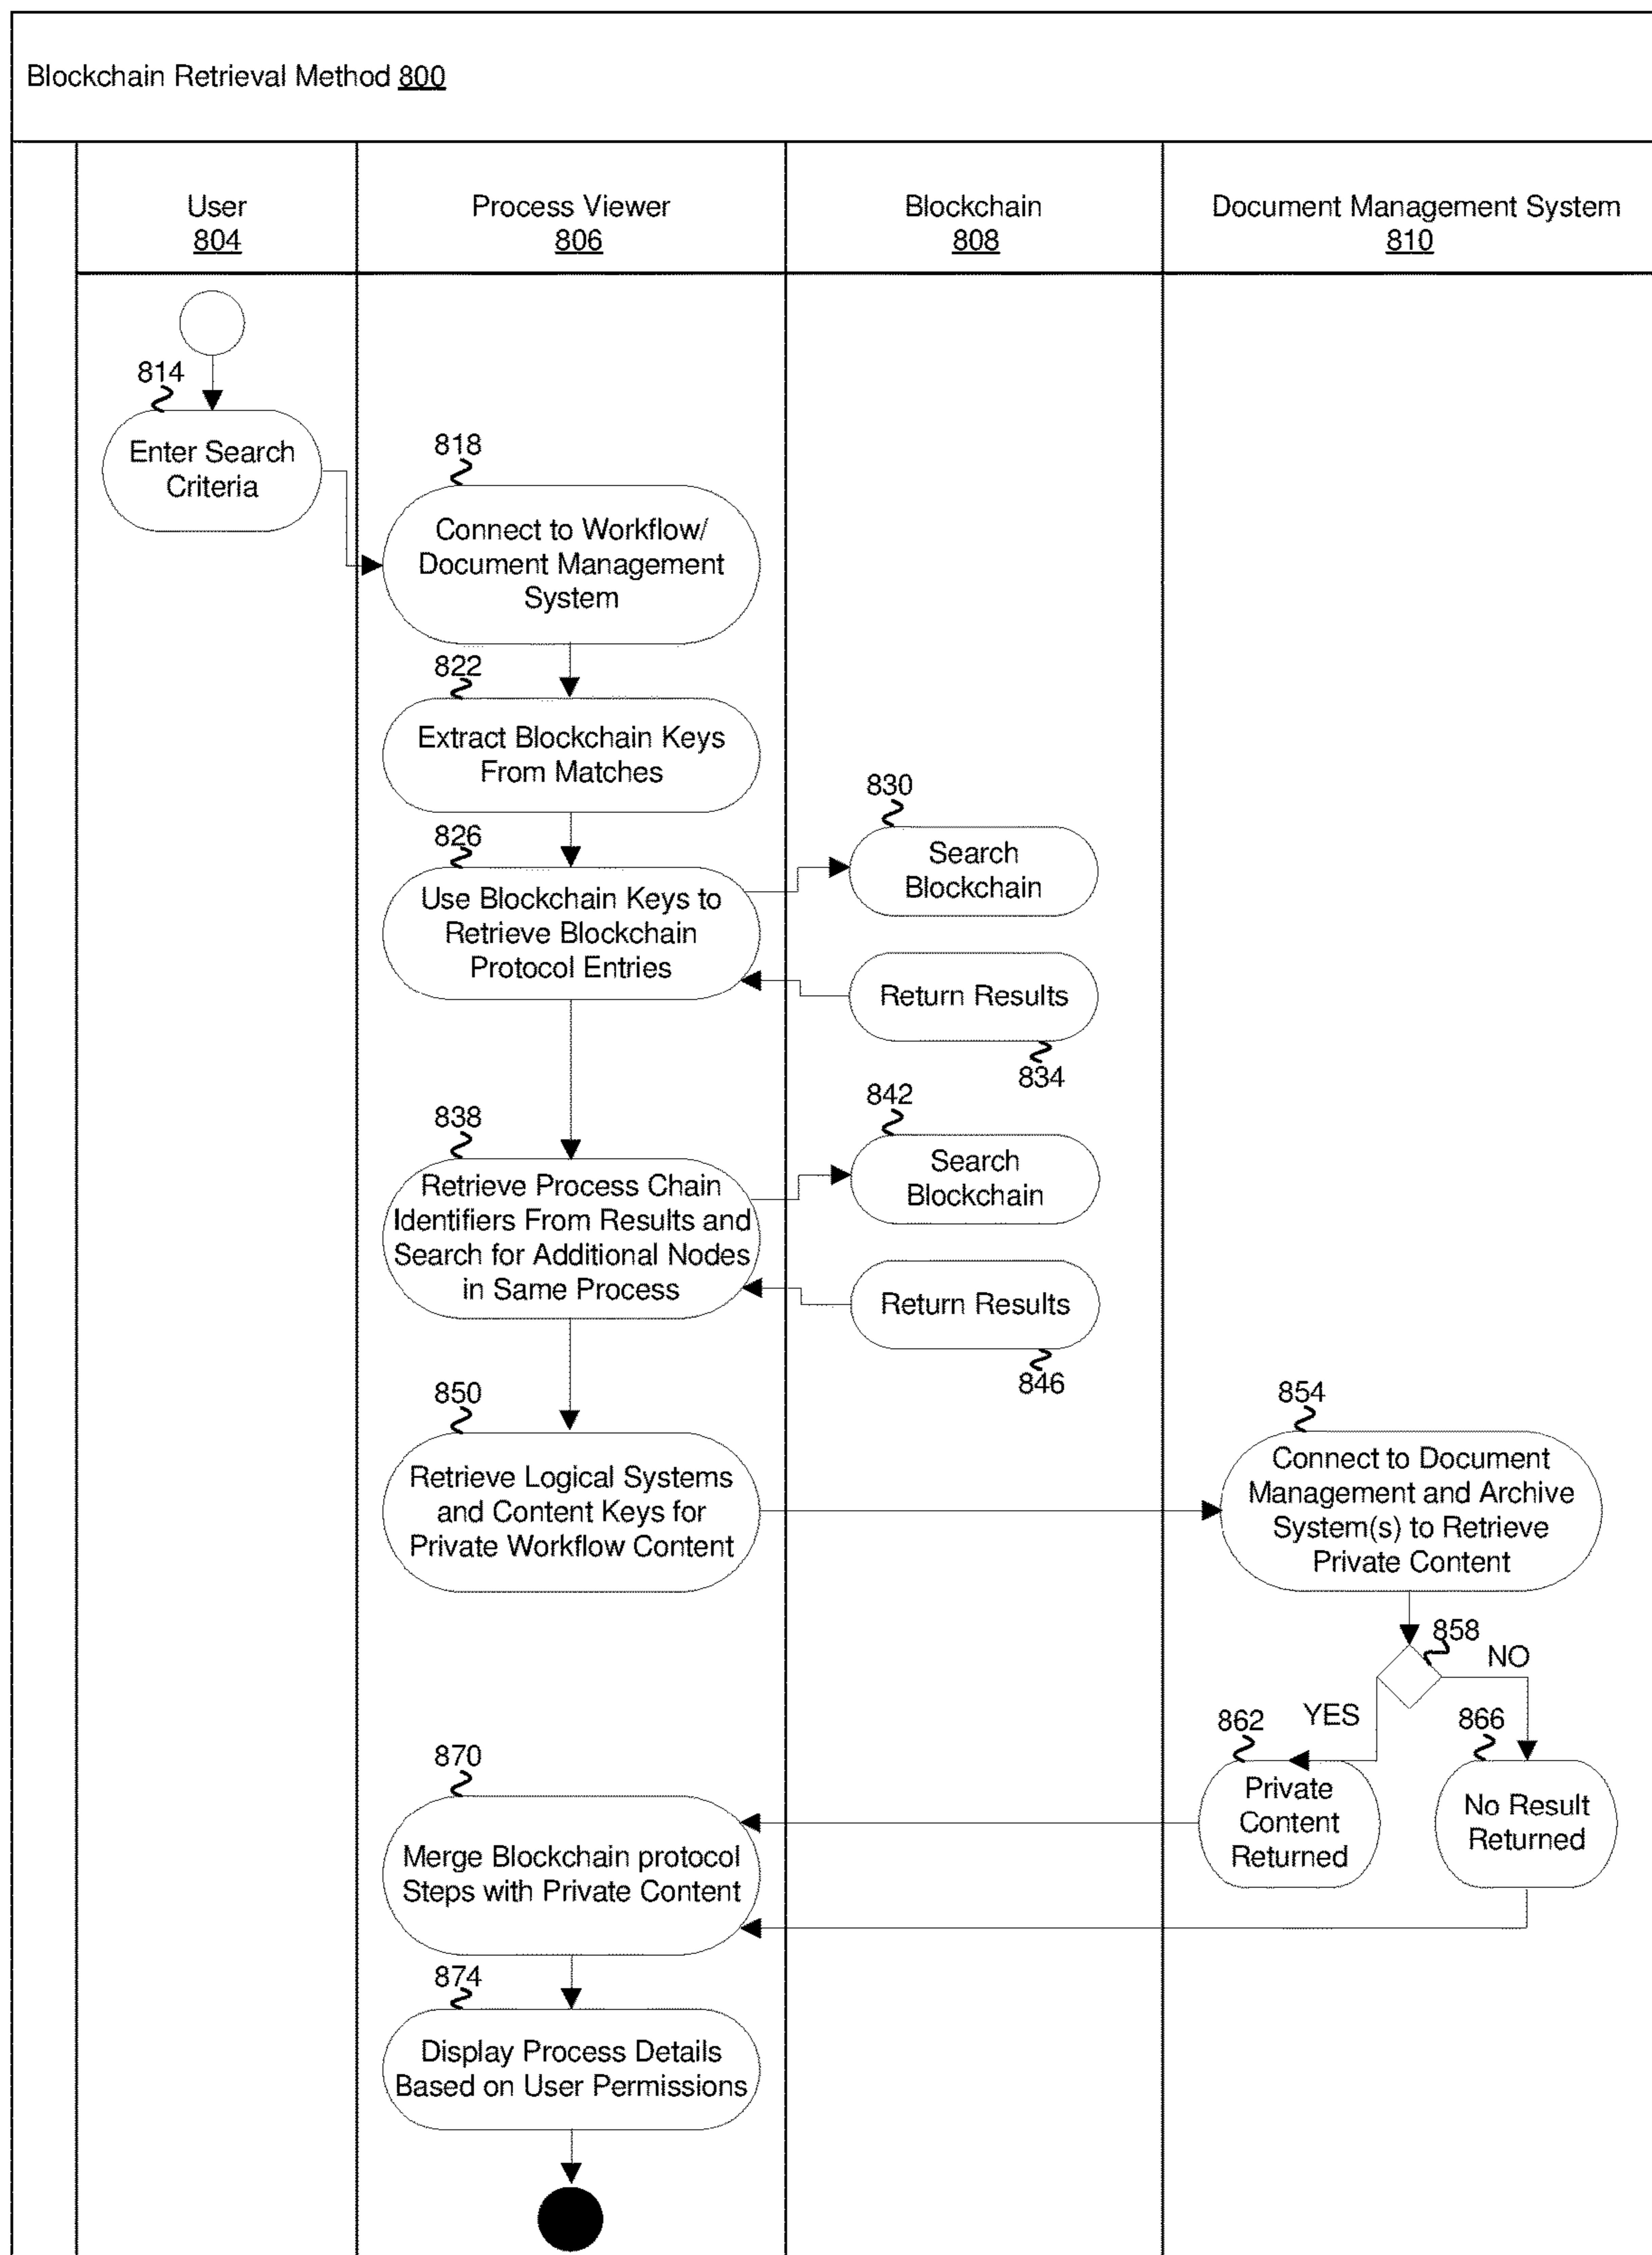 Blockchain Retrieval Method 800
User
804
Process Viewer
806
Blockchain
808
Document Management System
810
814
Enter Search
Criteria
818
Connect to Workflow/
Document Management
System
822
Extract Blockchain Keys
From Matches
826
Use Blockchain Keys to
Retrieve Blockchain
Protocol Entries
830
Search
Blockchain
Return Results
834
838
Retrieve Process Chain
Identifiers From Results and
Search for Additional Nodes
in Same Process
842
Search
Blockchain
Return Results
846
850
Retrieve Logical Systems
and Content Keys for
Private Workflow Content
854
Connect to Document
Management and Archive
System(s) to Retrieve
Private Content
858
NO
YES
862
Private
Content
Returned
866
No Result
Returned
870
Merge Blockchain protocol
Steps with Private Content
874
Display Process Details
Based on User Permissions